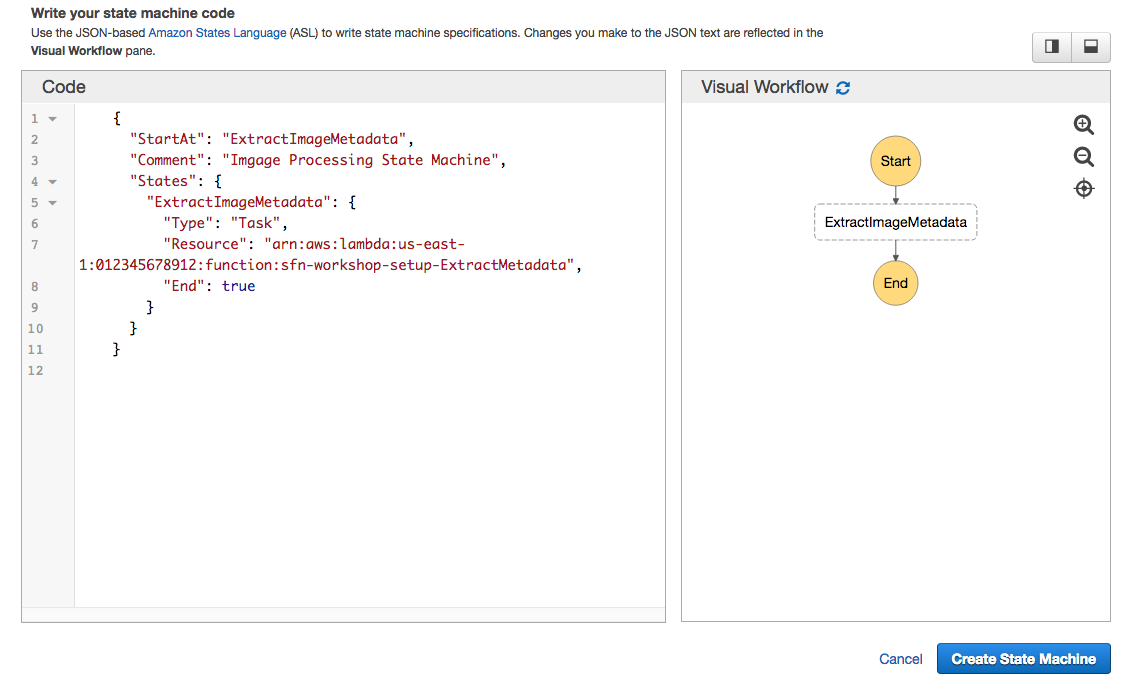 Write your state machine code
Use the JSON-based Amazon States Language (ASL) to write state machine specifications. Changes you make to the JSON text are reflected in the
Visual Workflow pane.
Code
1 {
2 "StartAt": "ExtractImageMetadata",
3 "Comment": "Imgage Processing State Machine",
4 "States": {
5 "ExtractImageMetadata": {
6 "Type": "Task",
7 "Resource": "arn:aws:lambda:us-east-
1:012345678912:function:sfn-workshop-setup-ExtractMetadata",
8 "End": true
9 }
10 }
11 }
12
Visual Workflow
Start
ExtractImageMetadata
End
Cancel
Create State Machine